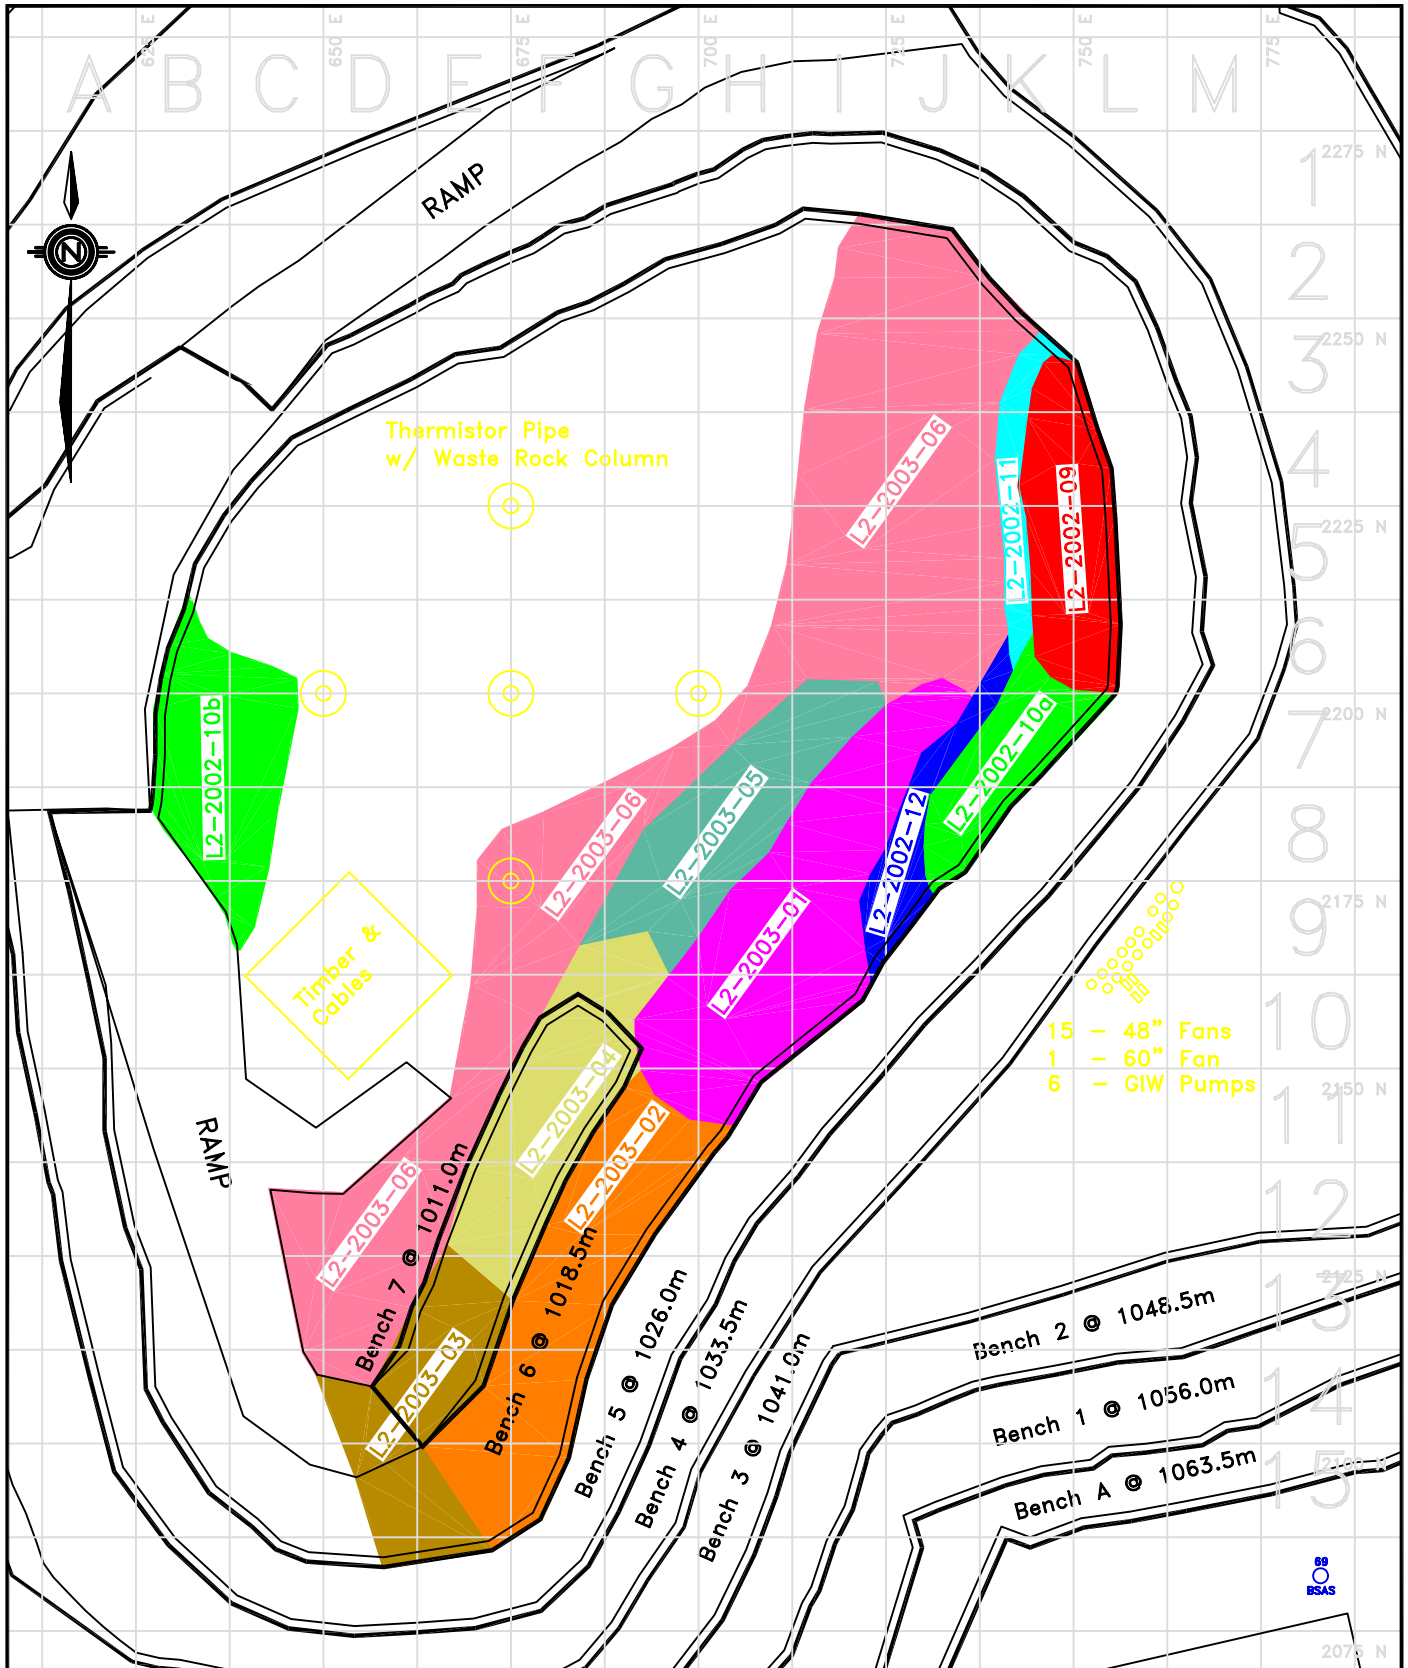 625 E
650 E
675 E
700 E
725 E
750 E
775 E
A B C D E F G H I J K L M
1
2275 N
RAMP
N
2
2250 N
3
Thermistor Pipe
w/ Waste Rock Column
4
L2-2003-06
L2-2002-11
L2-2002-09
2225 N
5
6
2200 N
7
L2-2002-10b
L2-2002-10a
L2-2003-06
L2-2003-05
L2-2002-12
8
2175 N
9
L2-2003-01
Timber &
Cables
10
15 - 48" Fans
1 - 60" Fan
6 - GIW Pumps
2150 N
11
L2-2003-04
L2-2003-02
RAMP
L2-2003-06
12
Bench 7 @ 1011.0m
2125 N
13
L2-2003-03
Bench 6 @ 1018.5m
Bench 5 @ 1026.0m
Bench 4 @ 1033.5m
Bench 3 @ 1041.0m
Bench 2 @ 1048.5m
14
Bench 1 @ 1056.0m
2100 N
15
Bench A @ 1063.5m
69
BSAS
2075 N